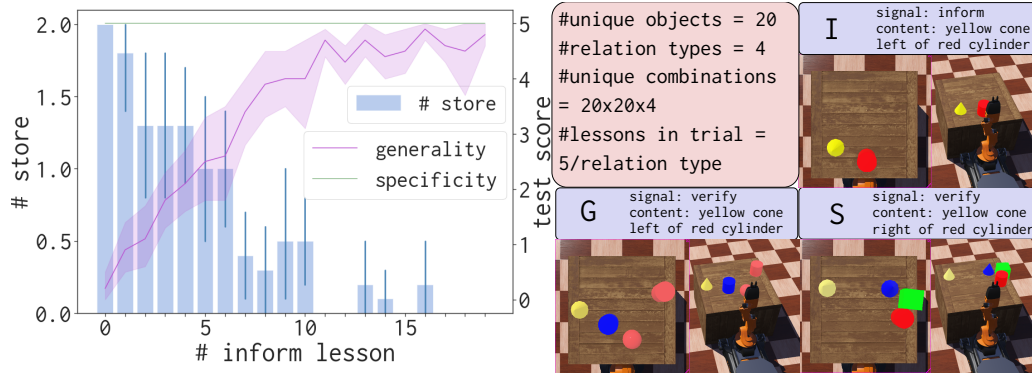 2.0
1.5
1.0
0.5
0.0
# store
0
5
10
15
# inform lesson
5
4
3
2
1
0
test score
# store
generality
specificity
#unique objects = 20
#relation types = 4
#unique combinations
= 20x20x4
#lessons in trial =
5/relation type
I
signal: inform
content: yellow cone
left of red cylinder
G
signal: verify
content: yellow cone
left of red cylinder
S
signal: verify
content: yellow cone
right of red cylinder